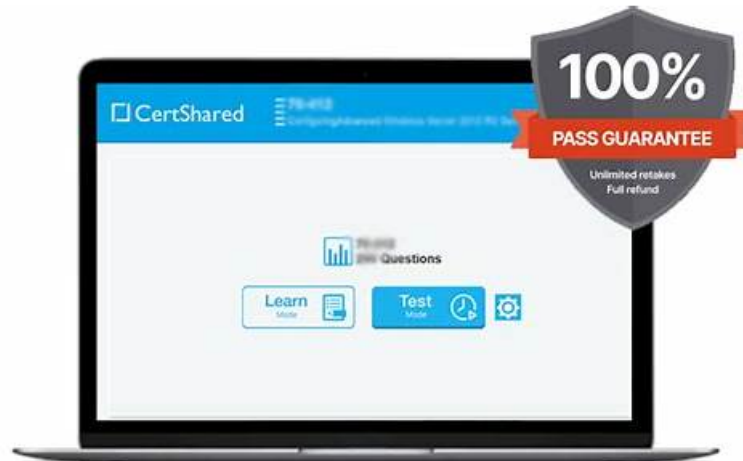 CertShared
100%
PASS GUARANTEE
Unlimited retakes
Full refund
Questions
Learn
Mode
Test
Mode